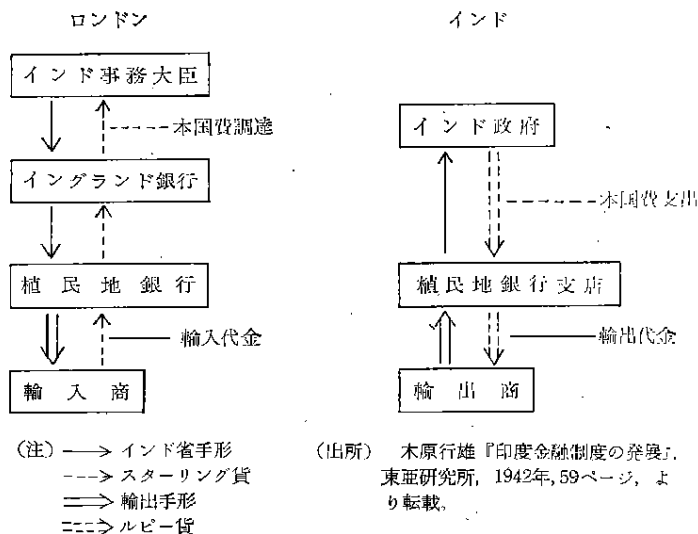 ロンドン
インド
インド事務大臣
本国費調達
イングランド銀行
植民地銀行
輸入代金
輸入商
インド政府
本国費支出
植民地銀行支店
輸出代金
輸出商
(注) → インド省手形
---> スターリング貨
⇒ 輸出手形
===> ルピー貨
(出所) 木原行雄『印度金融制度の発展』,
東亜研究所, 1942年, 59ページ, よ
り転載。